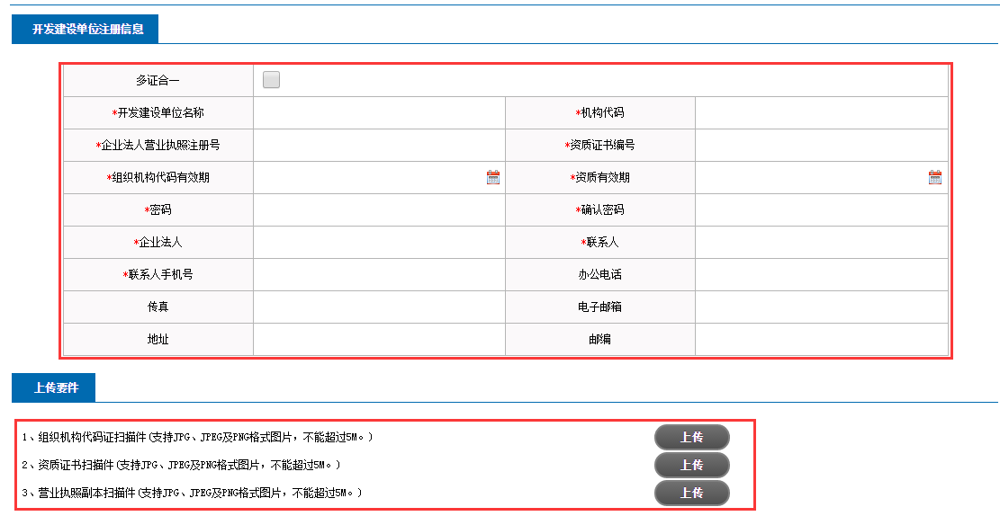 开发建设单位注册信息
多证合一
*开发建设单位名称 *机构代码
*企业法人营业执照注册号 *资质证书编号
*组织机构代码有效期 *资质有效期
*密码 *确认密码
*企业法人 *联系人
*联系人手机号 办公电话
传真 电子邮箱
地址 邮编
上传要件
1、组织机构代码证扫描件(支持JPG、JPEG及PNG格式图片，不能超过5M。) 上传
2、资质证书扫描件(支持JPG、JPEG及PNG格式图片，不能超过5M。) 上传
3、营业执照副本扫描件(支持JPG、JPEG及PNG格式图片，不能超过5M。) 上传